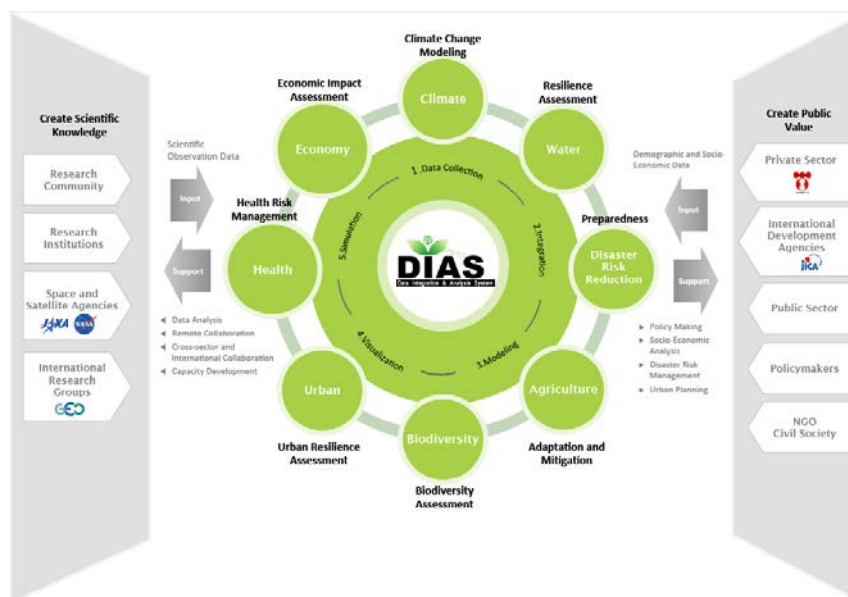 Create Scientific
Knowledge
Research
Community
Research
Institutions
Space and
Satellite Agencies
JAXA
NASA
International
Research
Groups
GEO
Scientific
Observation Data
Input
Support
Data Analysis
Remote Collaboration
Cross-sector and
International Collaboration
Capacity Development
Climate Change
Modeling
Climate
Economic Impact
Assessment
Economy
Resilience
Assessment
Water
Health Risk
Management
Health
Preparedness
Disaster
Risk
Reduction
Urban
Urban Resilience
Assessment
Biodiversity
Biodiversity
Assessment
Agriculture
Adaptation and
Mitigation
1.Data Collection
2.Integration
3.Modeling
4.Visualization
5.Simulation
DIAS
Data Integration & Analysis System
Demographic and Socio-
Economic Data
Input
Support
Policy Making
Socio-Economic
Analysis
Disaster Risk
Management
Urban Planning
Create Public
Value
Private Sector
International
Development
Agencies
JICA
Public Sector
Policymakers
NGO
Civil Society